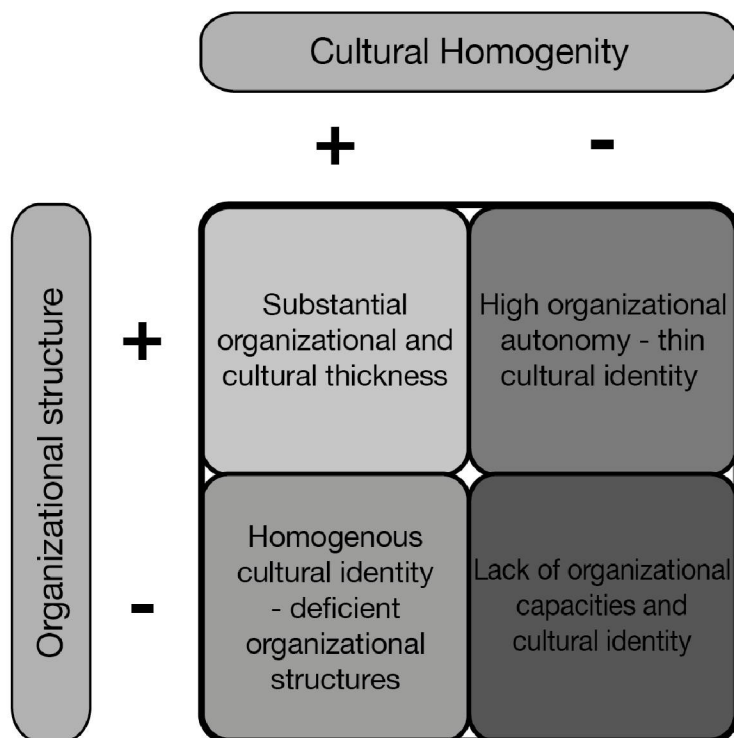 Cultural Homogenity
+
-
Organizational structure
+
Substantial
organizational and
cultural thickness
High organizational
autonomy - thin
cultural identity
-
Homogenous
cultural identity
- deficient
organizational
structures
Lack of organizational
capacities and
cultural identity